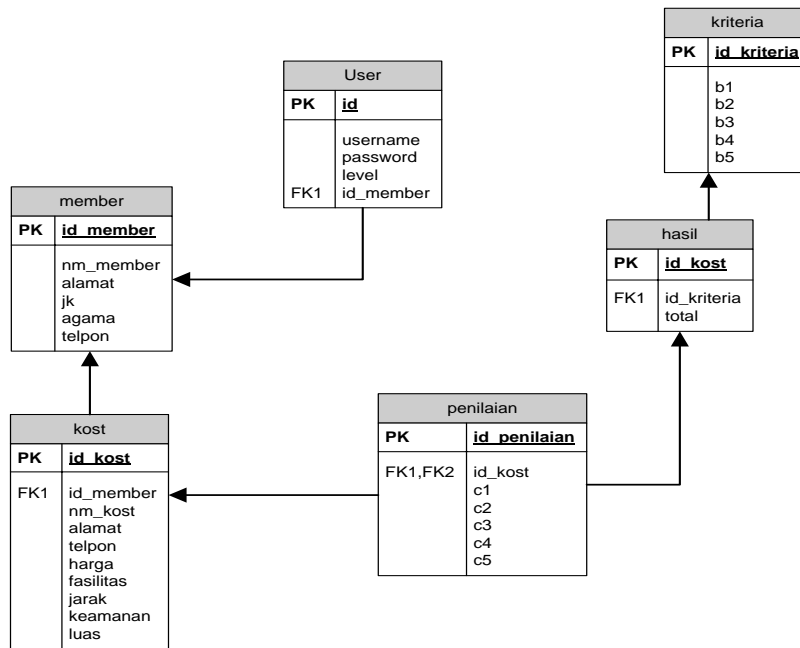 kriteria
PK id_kriteria
b1
b2
b3
b4
b5
User
PK id
username
password
level
FK1 id_member
member
PK id_member
nm_member
alamat
jk
agama
telpon
hasil
PK id_kost
FK1 id_kriteria
total
penilaian
PK id_penilaian
FK1,FK2 id_kost
c1
c2
c3
c4
c5
kost
PK id_kost
FK1 id_member
nm_kost
alamat
telpon
harga
fasilitas
jarak
keamanan
luas